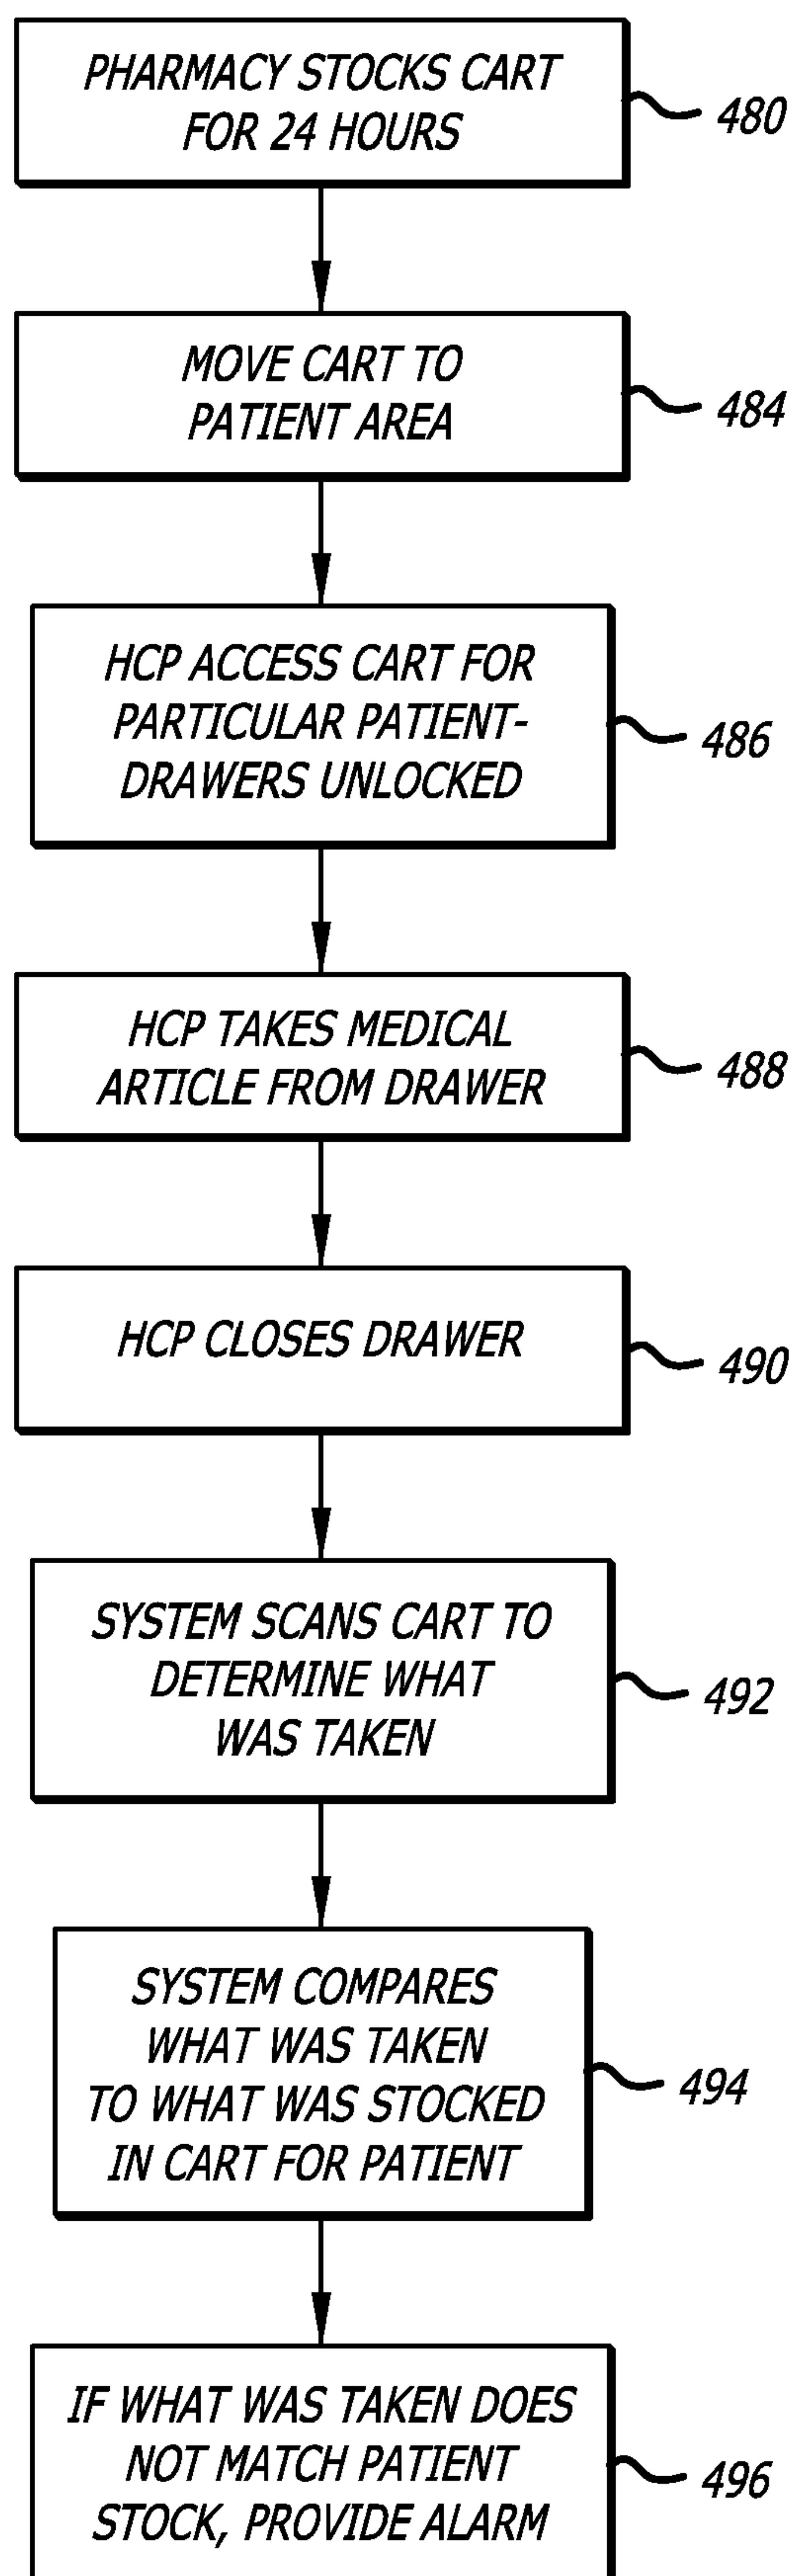 PHARMACY STOCKS CART
FOR 24 HOURS
480
MOVE CART TO
PATIENT AREA
484
HCP ACCESS CART FOR
PARTICULAR PATIENT-
DRAWERS UNLOCKED
486
HCP TAKES MEDICAL
ARTICLE FROM DRAWER
488
HCP CLOSES DRAWER
490
SYSTEM SCANS CART TO
DETERMINE WHAT
WAS TAKEN
492
SYSTEM COMPARES
WHAT WAS TAKEN
TO WHAT WAS STOCKED
IN CART FOR PATIENT
494
IF WHAT WAS TAKEN DOES
NOT MATCH PATIENT
STOCK, PROVIDE ALARM
496